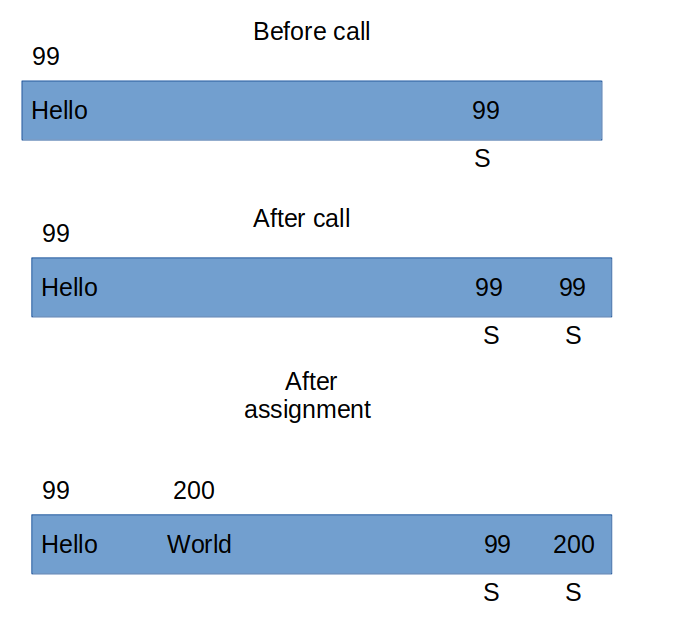 Before call
99
Hello 99
S
After call
99
Hello 99 99
S S
After
assignment
99 200
Hello World 99 200
S S